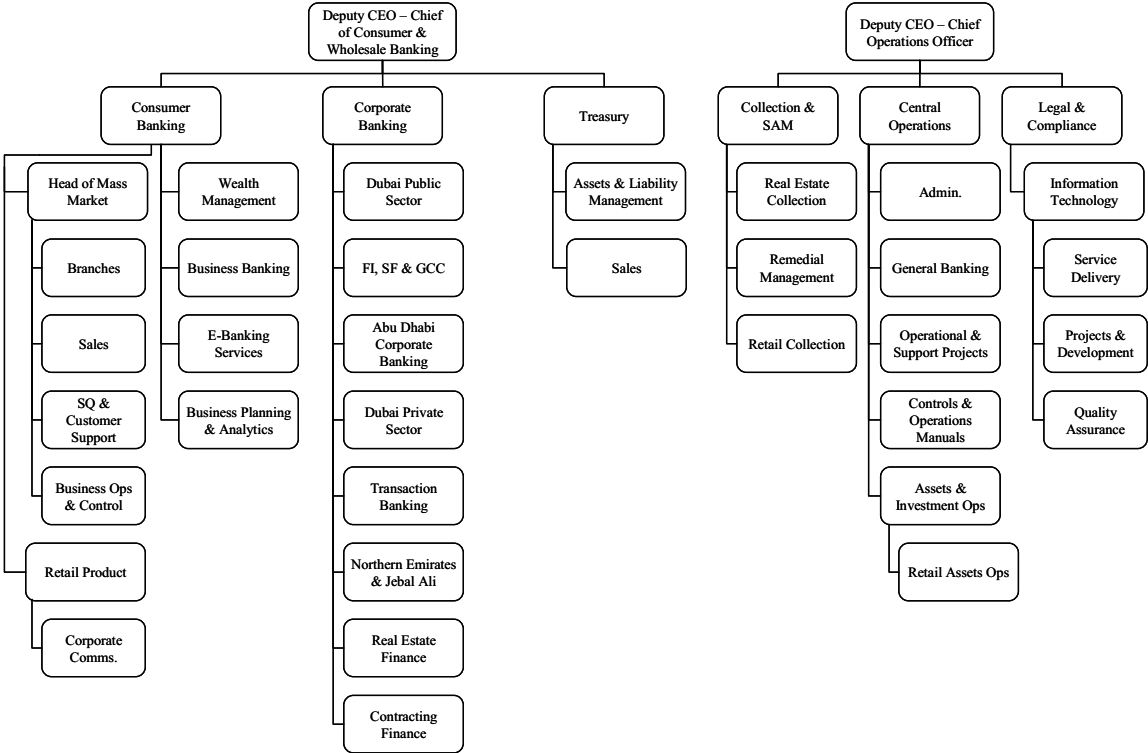 Deputy CEO – Chief
of Consumer &
Wholesale Banking
Deputy CEO – Chief
Operations Officer
Consumer
Banking
Corporate
Banking
Treasury
Collection &
SAM
Central
Operations
Legal &
Compliance
Head of Mass
Market
Wealth
Management
Dubai Public
Sector
Assets & Liability
Management
Real Estate
Collection
Admin.
Information
Technology
Branches
Business Banking
FI, SF & GCC
Sales
Remedial
Management
General Banking
Service
Delivery
Sales
E-Banking
Services
Abu Dhabi
Corporate
Banking
Retail Collection
Operational &
Support Projects
Projects &
Development
SQ &
Customer
Support
Business Planning
& Analytics
Dubai Private
Sector
Controls &
Operations
Manuals
Quality
Assurance
Business Ops
& Control
Transaction
Banking
Assets &
Investment Ops
Retail Product
Northern Emirates
& Jebal Ali
Retail Assets Ops
Corporate
Comms.
Real Estate
Finance
Contracting
Finance